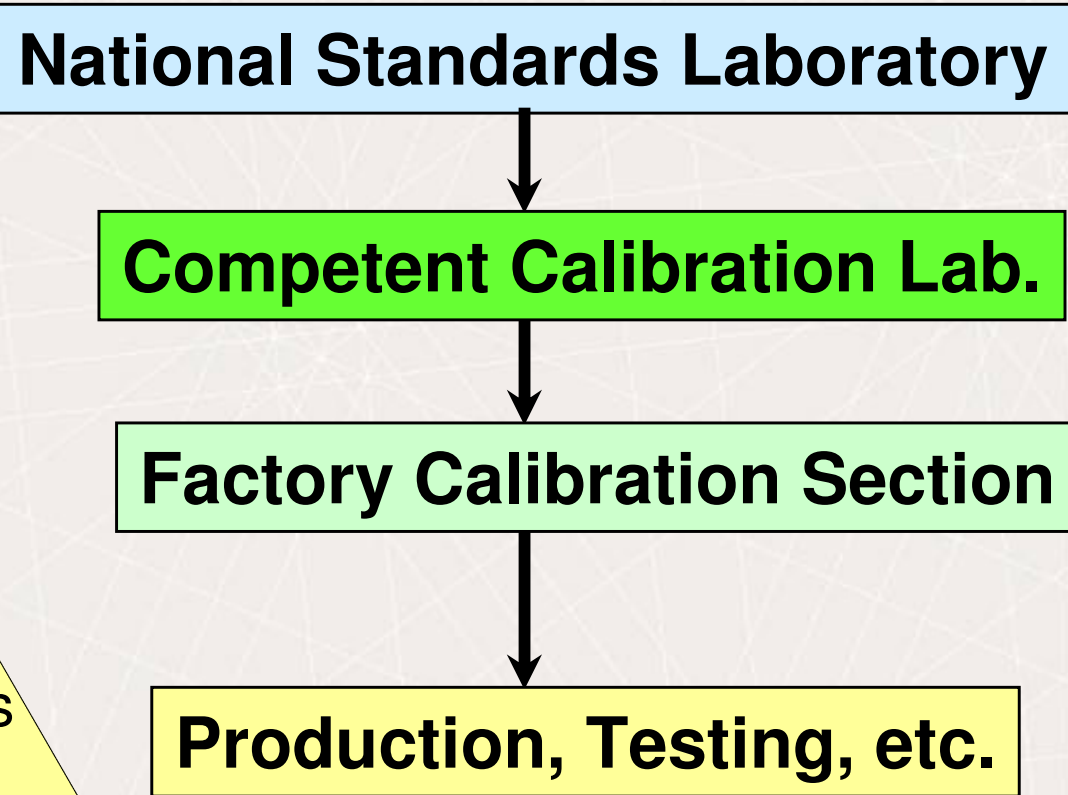 National Standards Laboratory
Competent Calibration Lab.
Factory Calibration Section
s
Production, Testing, etc.